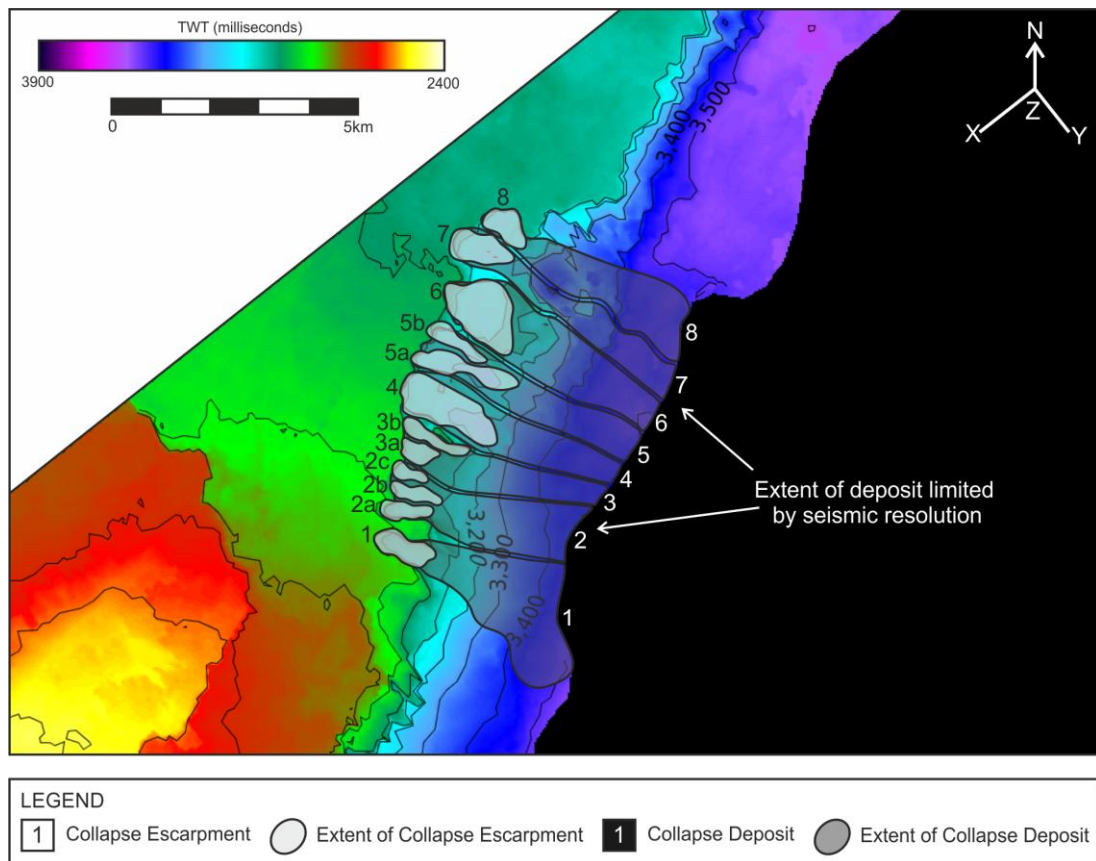 TWT (milliseconds)
3900
2400
0
5km
N
X
Z
Y
3,400
3,500
8
7
6
5b
5a
4
3b
3a
2c
2b
2a
1
8
7
6
5
4
3
2
1
3,200
3,300
3,400
Extent of deposit limited
by seismic resolution
LEGEND
1 Collapse Escarpment
Extent of Collapse Escarpment
1 Collapse Deposit
Extent of Collapse Deposit